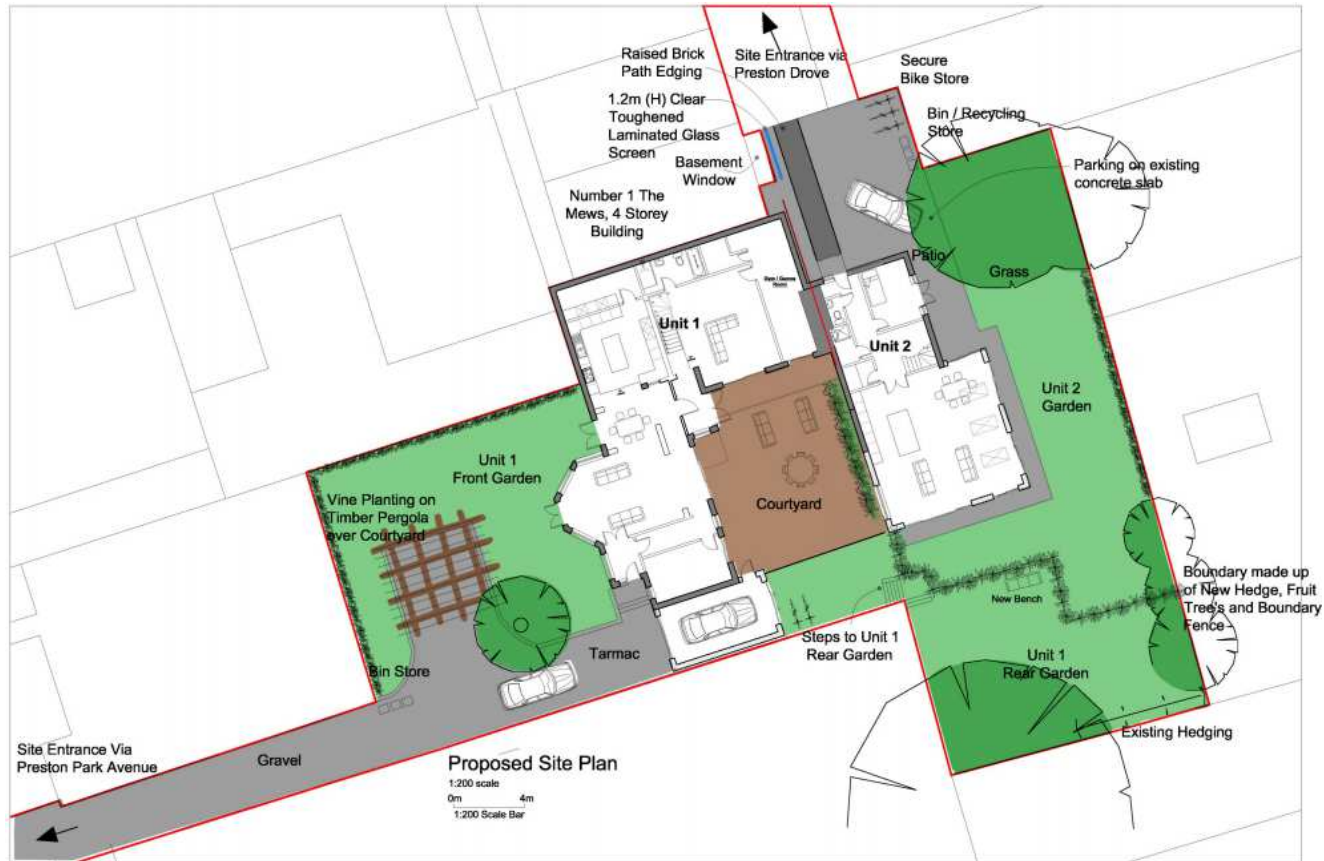 Raised Brick
Path Edging
Site Entrance via
Preston Drove
Secure
Bike Store
1.2m (H) Clear
Toughened
Laminated Glass
Screen
Bin / Recycling
Store
Basement
Window
Parking on existing
concrete slab
Number 1 The
Mews, 4 Storey
Building
Patio
Grass
Unit 1
Unit 2
Unit 2
Garden
Unit 1
Front Garden
Vine Planting on
Timber Pergola
over Courtyard
Courtyard
New Bench
Boundary made up
of New Hedge, Fruit
Tree's and Boundary
Fence
Steps to Unit 1
Rear Garden
Unit 1
Rear Garden
Tarmac
Bin Store
Existing Hedging
Site Entrance Via
Preston Park Avenue
Gravel
Proposed Site Plan
1:200 scale
0m 4m
1:200 Scale Bar